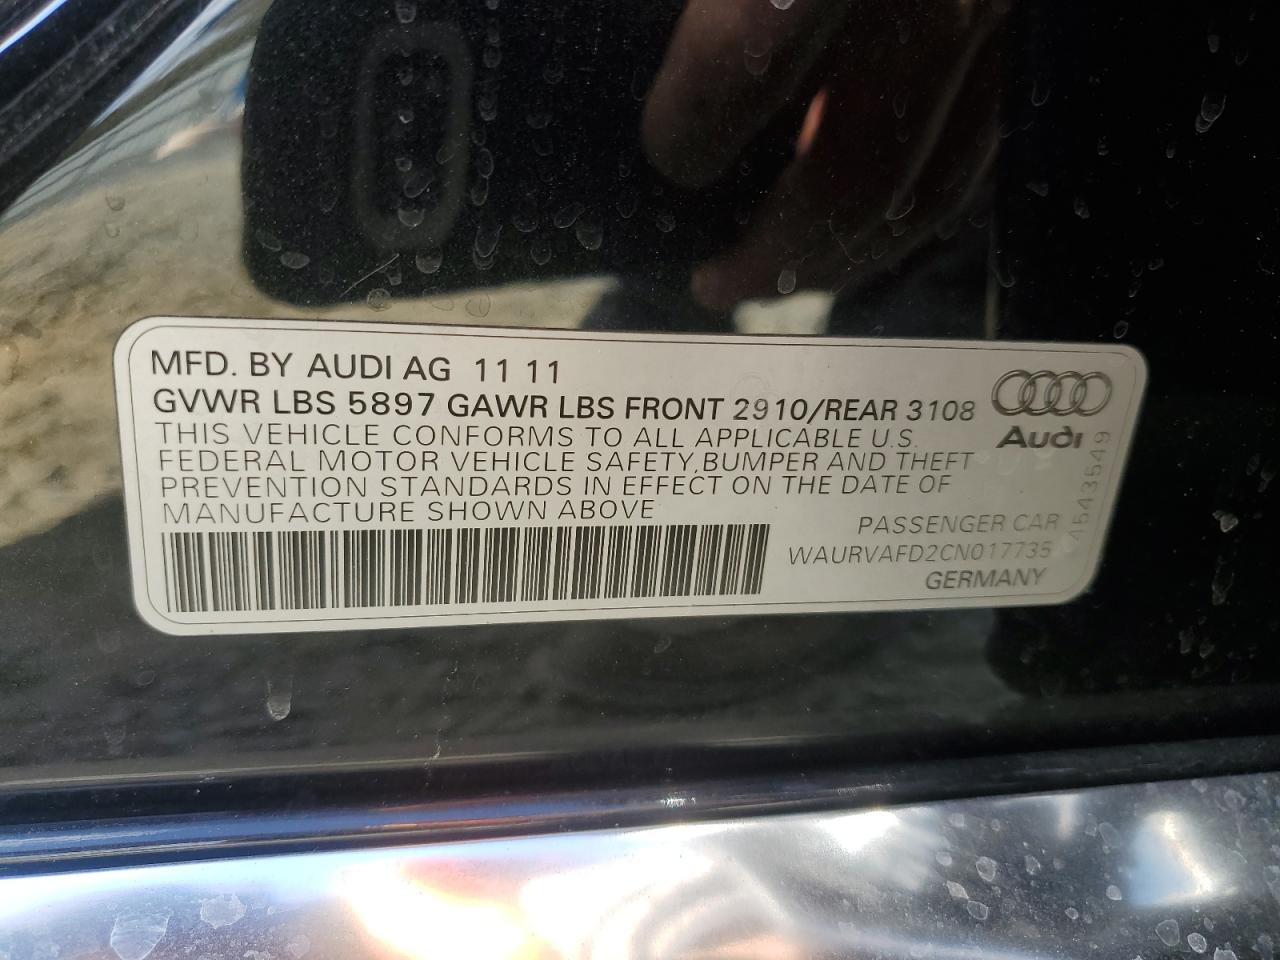 MFD. BY AUDI AG 11 11
GVWR LBS 5897 GAWR LBS FRONT 2910/REAR 3108
THIS VEHICLE CONFORMS TO ALL APPLICABLE U.S.
FEDERAL MOTOR VEHICLE SAFETY, BUMPER AND THEFT
PREVENTION STANDARDS IN EFFECT ON THE DATE OF
MANUFACTURE SHOWN ABOVE
Audi
PASSENGER CAR
WAURVAFD2CN017735
GERMANY
4543549